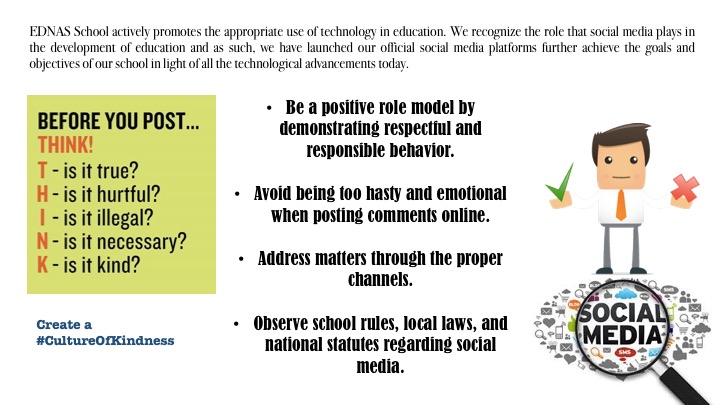 EDNAS School actively promotes the appropriate use of technology in education. We recognize the role that social media plays in
the development of education and as such, we have launched our official social media platforms further achieve the goals and
objectives of our school in light of all the technological advancements today.
BEFORE YOU POST...
THINK!
T - is it true?
H - is it hurtful?
I - is it illegal?
N - is it necessary?
K - is it kind?
Create a
#CultureOfKindness
• Be a positive role model by
demonstrating respectful and
responsible behavior.
• Avoid being too hasty and emotional
when posting comments online.
• Address matters through the proper
channels.
• Observe school rules, local laws, and
national statutes regarding social
media.
SOCIAL
MEDIA
SMS